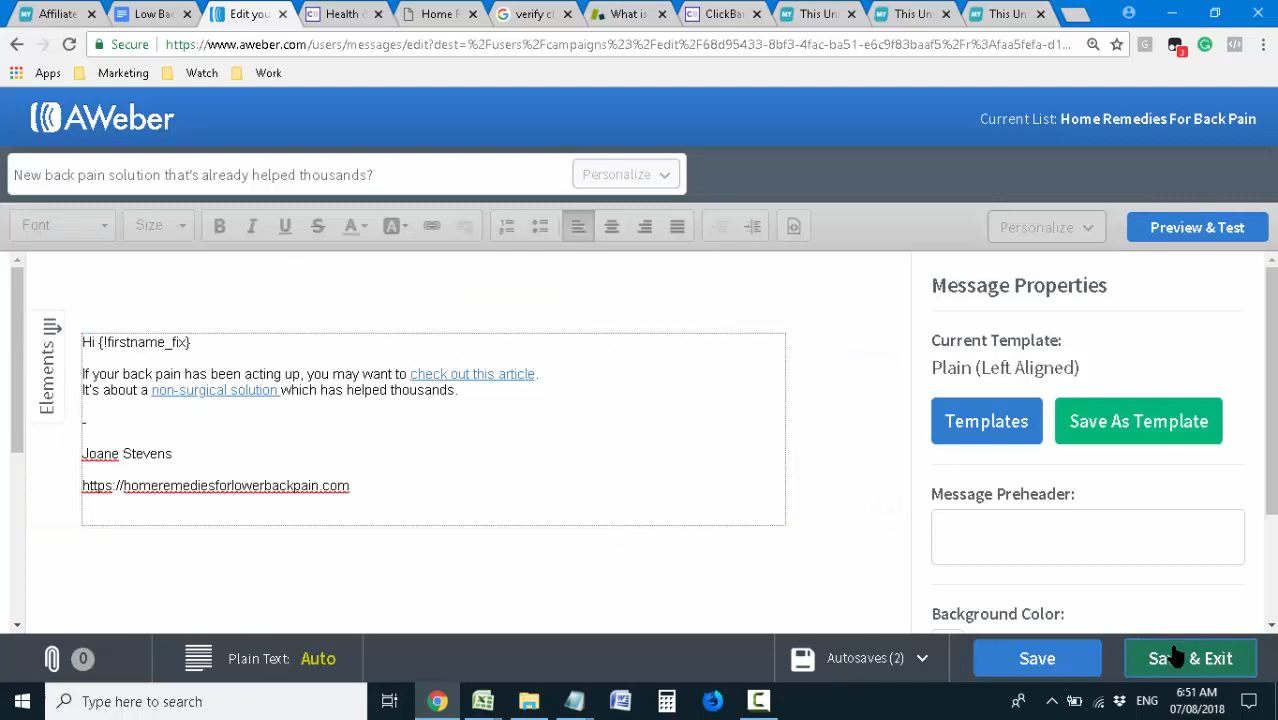 Affiliate
Low Ba
Edit you
Health
Home R
verify cl
What is
ClickBa
This Un
This Un
This Un
Secure
https://www.aweber.com/users/messages/edit?dest=%2Fusers%2Fcampaigns%23%2Fedit%2F68d95433-8bf3-4fac-ba51-e6c9f83baaf5%2Fr%3Afaa5fefa-d1...
Apps Marketing Watch Work
AWeber
Current List: Home Remedies For Back Pain
New back pain solution that's already helped thousands?
Personalize
Font Size B I U S A A
Personalize
Preview & Test
Elements
Hi {!firstname_fix}
If your back pain has been acting up, you may want to check out this article.
It's about a non-surgical solution which has helped thousands.
-
Joane Stevens
https://homeremediesforlowerbackpain.com
Message Properties
Current Template:
Plain (Left Aligned)
Templates
Save As Template
Message Preheader:
Background Color:
0
Plain Text: Auto
Autosaves (2)
Save
Save & Exit
Type here to search
ENG
6:51 AM
07/08/2018
3